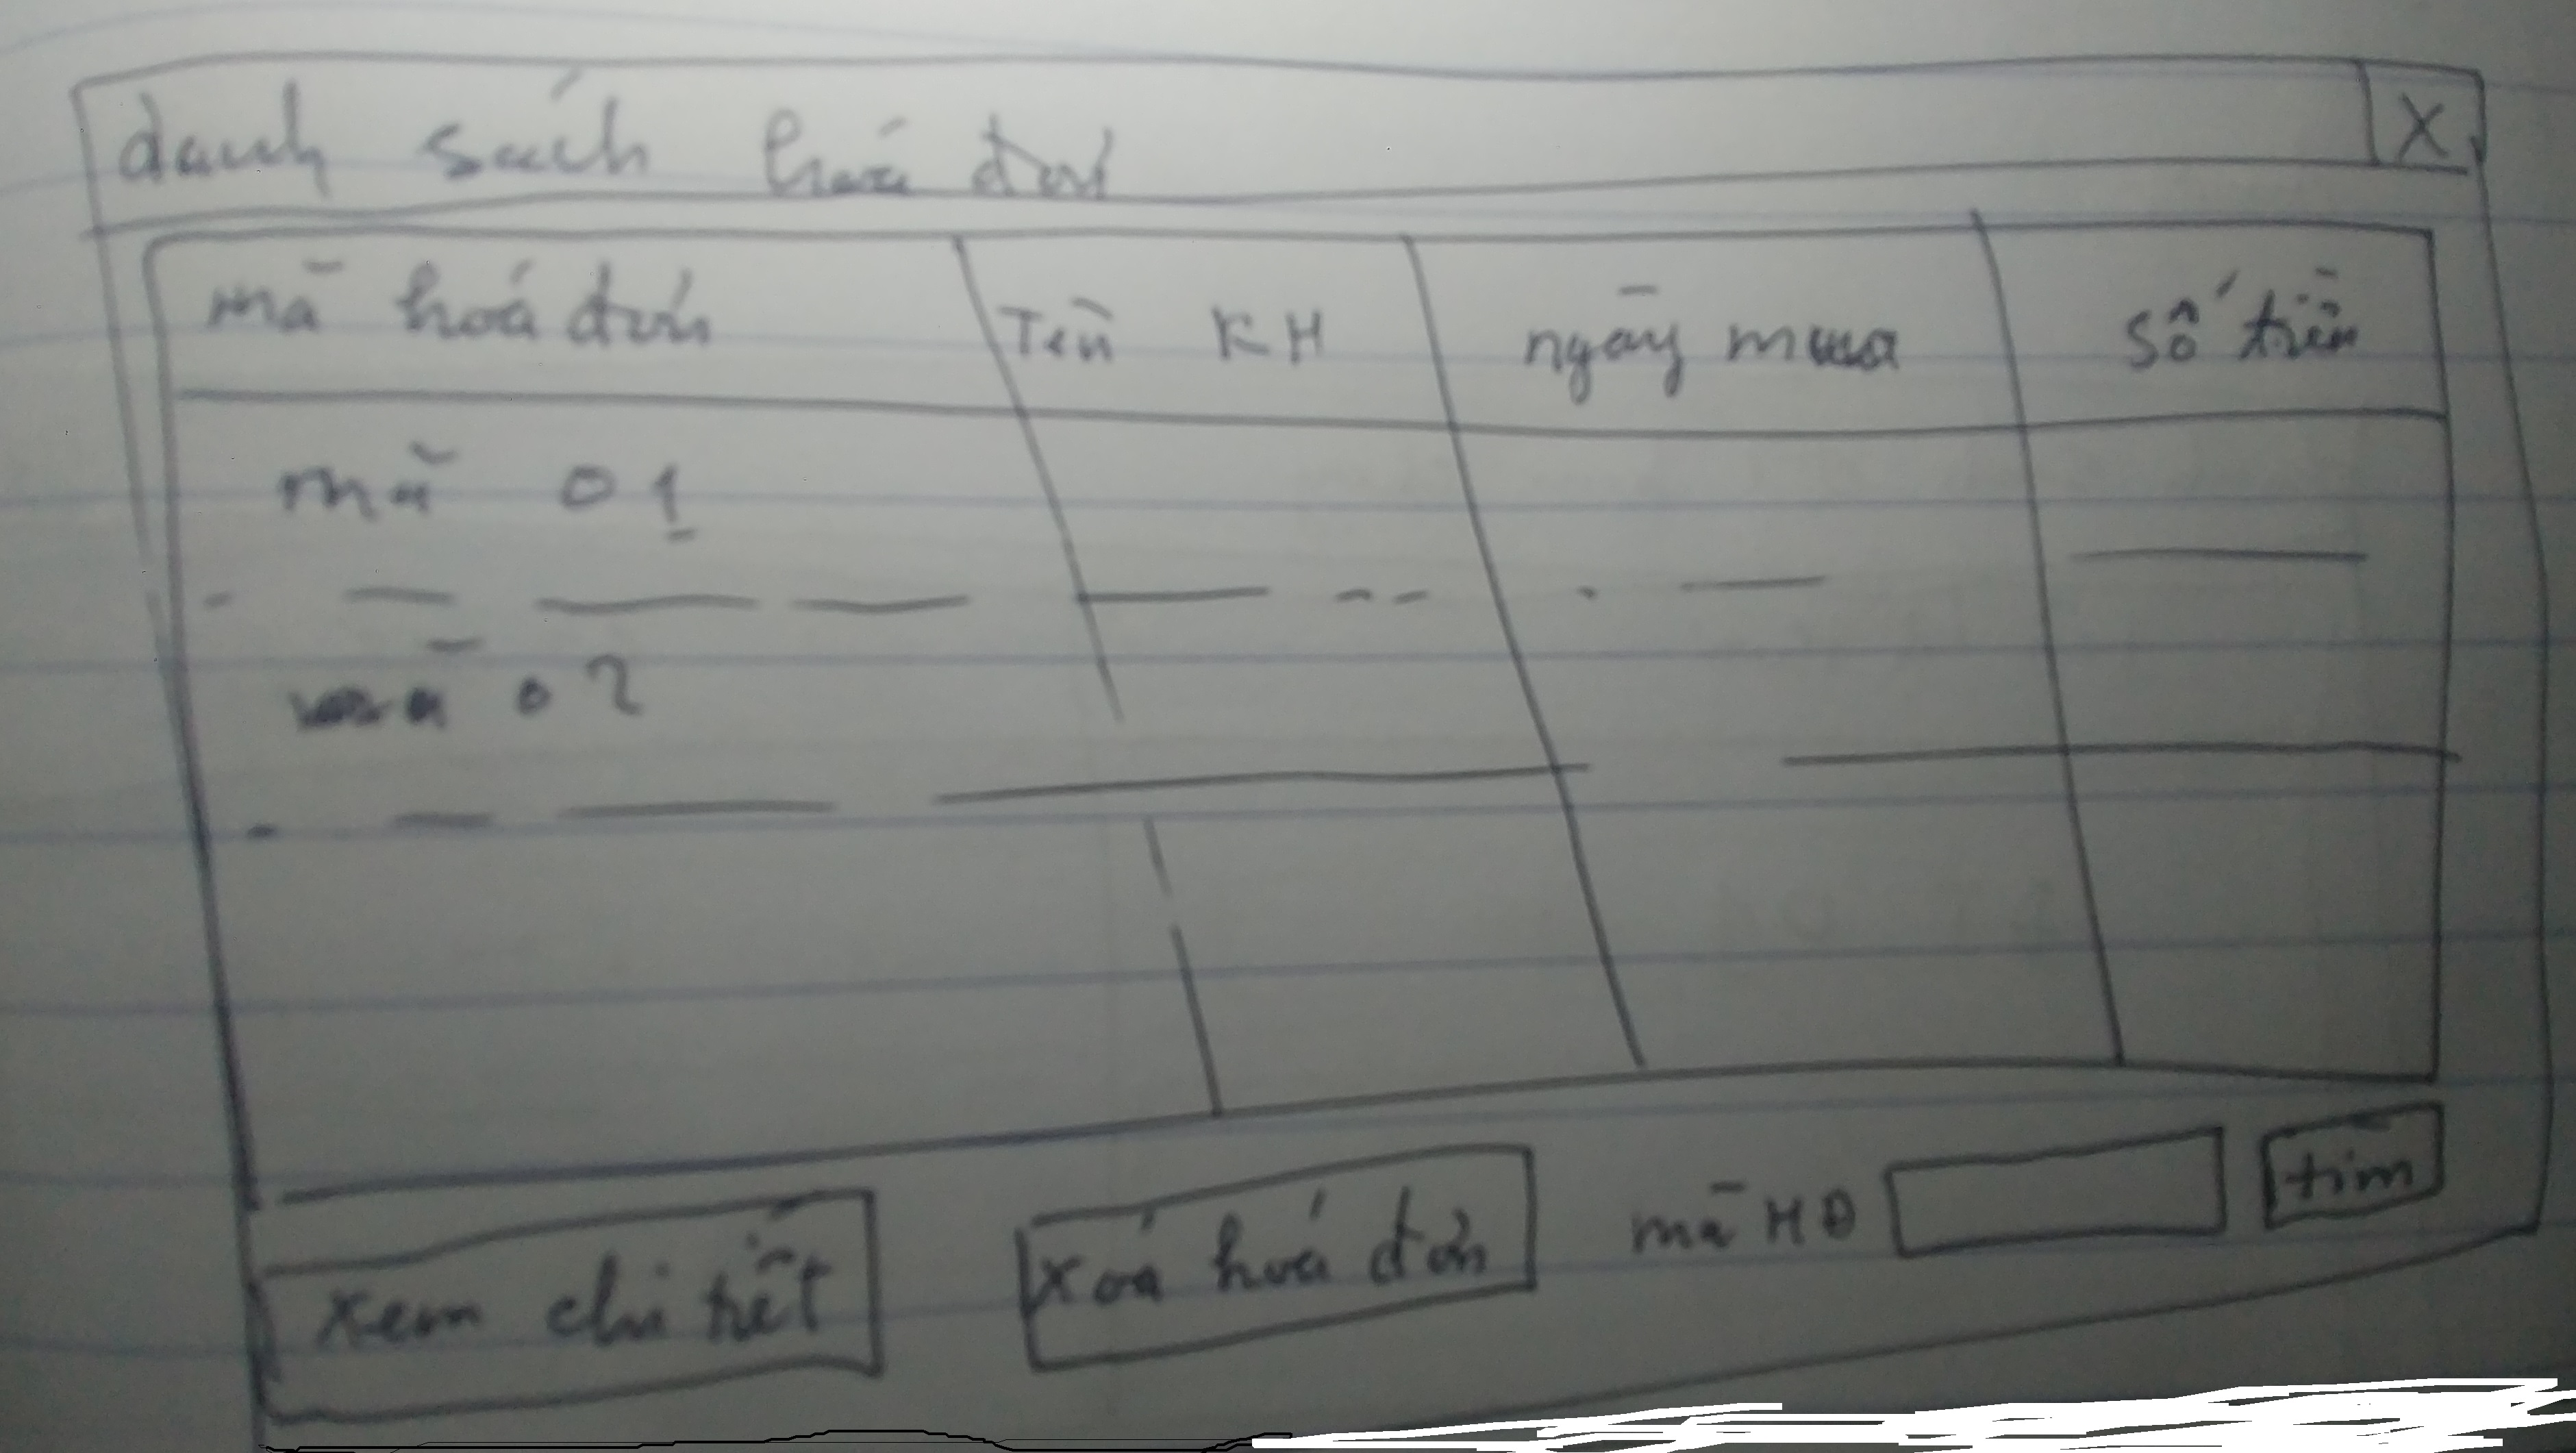 danh sách hoá đơn X
mã hoá đơn Tên KH ngày mua số tiền
mã 01
mã 02
xem chi tiết xoá hoá đơn mã HĐ tìm